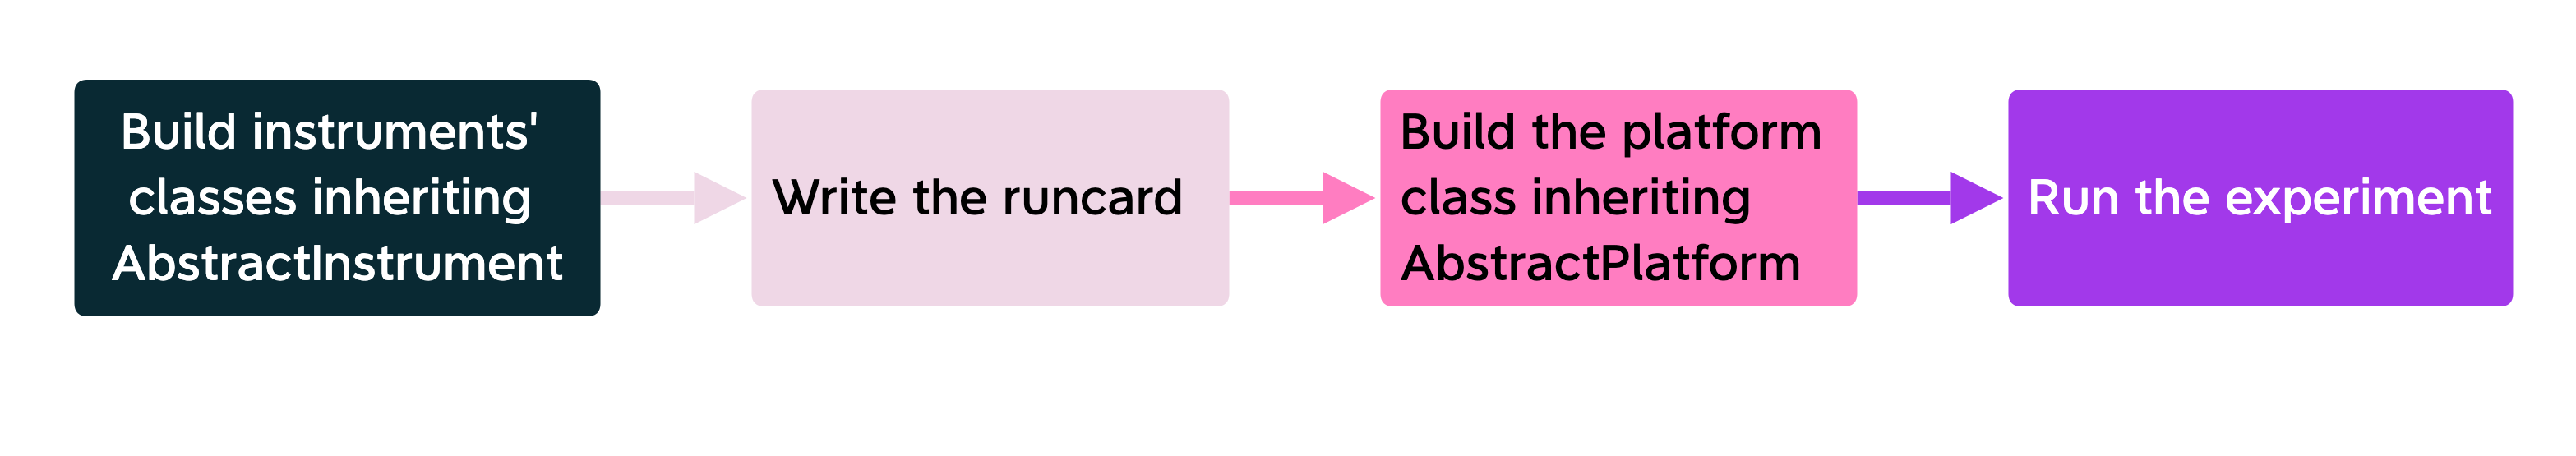 Build instruments'
classes inheriting
AbstractInstrument
Write the runcard
Build the platform
class inheriting
AbstractPlatform
Run the experiment